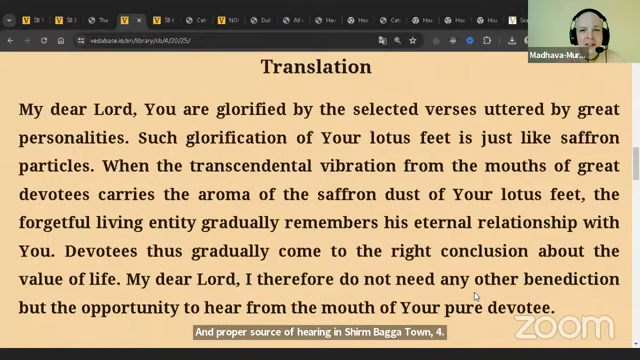 The
NOI
Cate
Hos
Sear
vedabase.io/en/library/sb/4/20/25/
Madhava-Mur...
Translation
My dear Lord, You are glorified by the selected verses uttered by great
personalities. Such glorification of Your lotus feet is just like saffron
particles. When the transcendental vibration from the mouths of great
devotees carries the aroma of the saffron dust of Your lotus feet, the
forgetful living entity gradually remembers his eternal relationship with
You. Devotees thus gradually come to the right conclusion about the
value of life. My dear Lord, I therefore do not need any other benediction
but the opportunity to hear from the mouth of Your pure devotee.
And proper source of hearing in Shirm Bagga Town, 4.
zoom